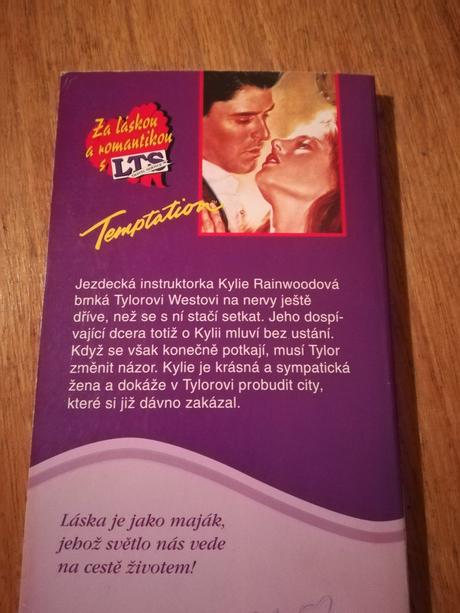 Za láskou
a romantikou
s LTS
Temptation
Jezdecká instruktorka Kylie Rainwoodová
brnká Tylorovi Westovi na nervy ještě
dříve, než se s ní stačí setkat. Jeho dospí-
vající dcera totiž o Kylii mluví bez ustání.
Když se však konečně potkají, musí Tylor
změnit názor. Kylie je krásná a sympatická
žena a dokáže v Tylorovi probudit city,
které si již dávno zakázal.
Láska je jako maják,
jehož světlo nás vede
na cestě životem!